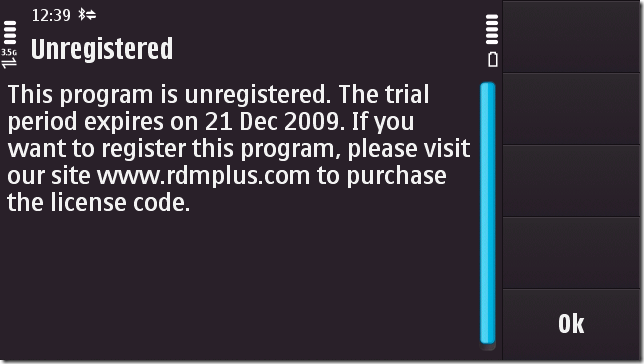 12:39
3.5G
Unregistered
This program is unregistered. The trial
period expires on 21 Dec 2009. If you
want to register this program, please visit
our site www.rdmplus.com to purchase
the license code.
Ok